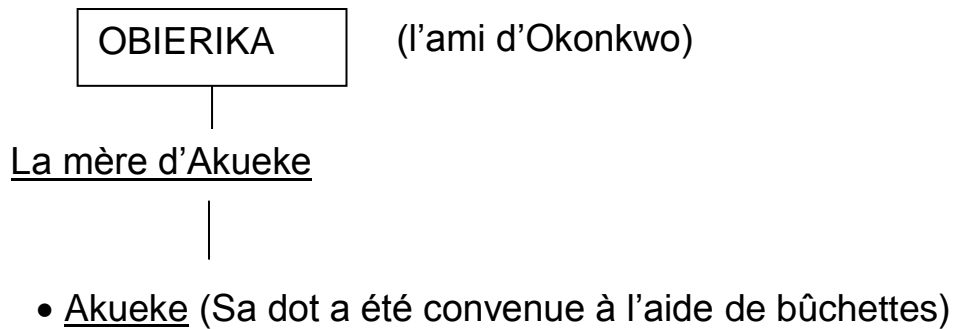 OBIERIKA (l’ami d’Okonkwo)
La mère d’Akueke
• Akueke (Sa dot a été convenue à l’aide de bûchettes)